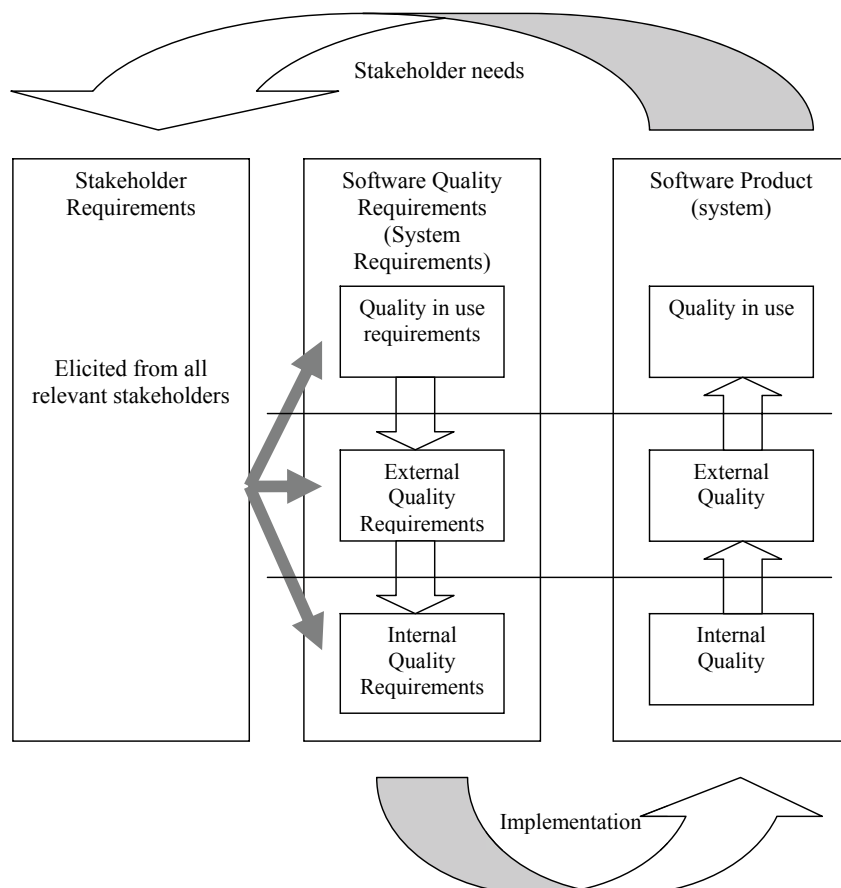 Stakeholder needs
Stakeholder
Requirements
Elicited from all
relevant stakeholders
Software Quality
Requirements
(System
Requirements)
Quality in use
requirements
External
Quality
Requirements
Internal
Quality
Requirements
Software Product
(system)
Quality in use
External
Quality
Internal
Quality
Implementation